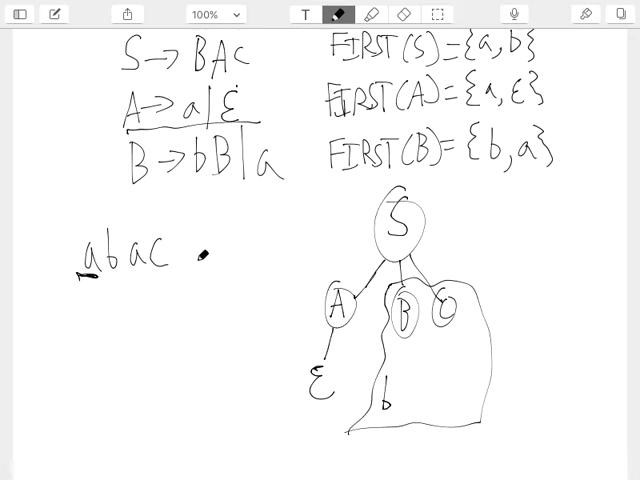 100%
T
S → BAc
A → a | ε
B → bB | a
FIRST(S) = {a, b}
FIRST(A) = {a, ε}
FIRST(B) = {b, a}
abac
S
A B C
ε
b